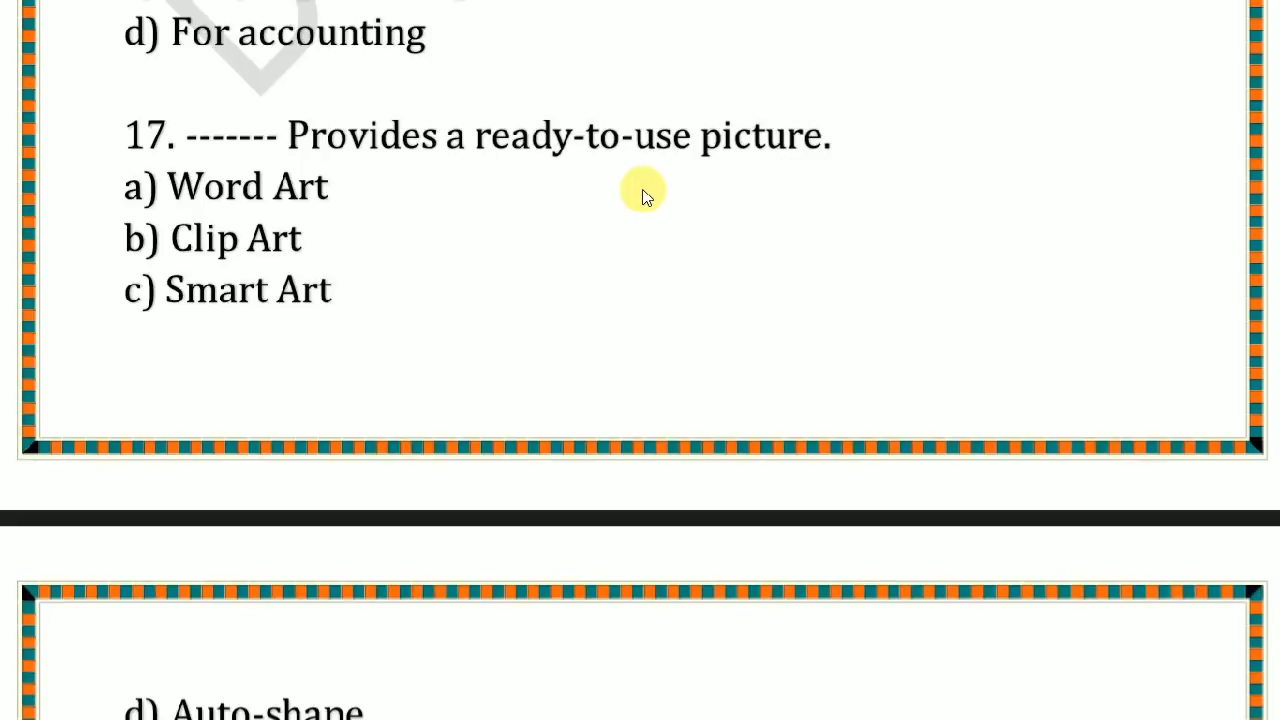 d) For accounting
17. ------- Provides a ready-to-use picture.
a) Word Art
b) Clip Art
c) Smart Art
d) Auto-shape